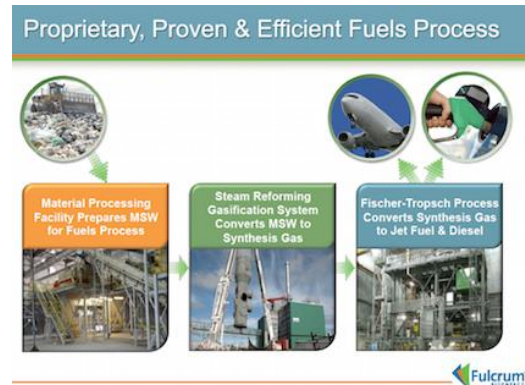 Proprietary, Proven & Efficient Fuels Process
Material Processing
Facility Prepares MSW
for Fuels Process
Steam Reforming
Gasification System
Converts MSW to
Synthesis Gas
Fischer-Tropsch Process
Converts Synthesis Gas
to Jet Fuel & Diesel
Fulcrum